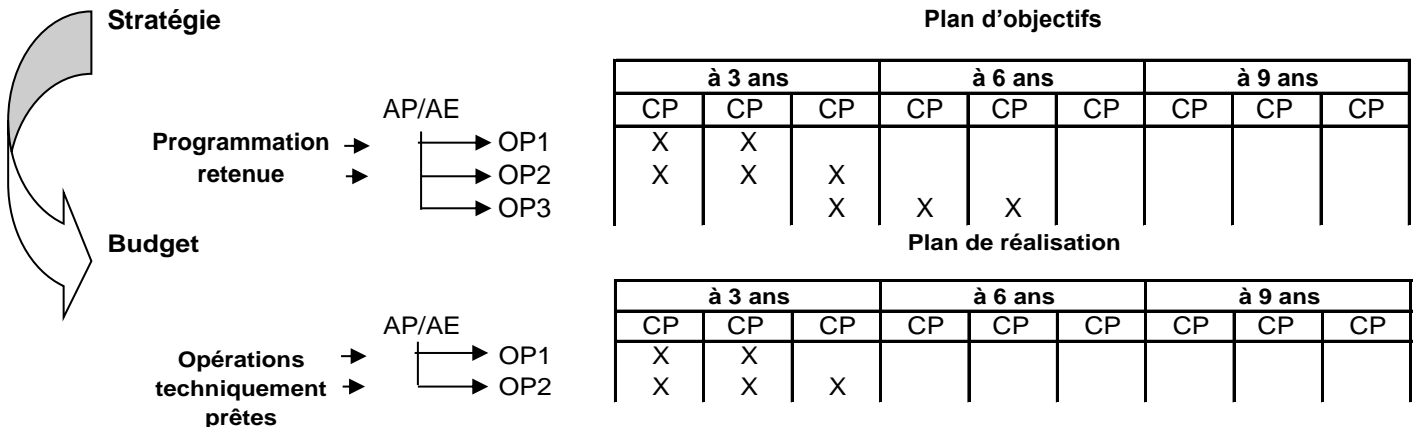 Stratégie
Plan d’objectifs
à 3 ans à 6 ans à 9 ans
AP/AE CP CP CP CP CP CP CP CP CP
Programmation OP1 X X
retenue OP2 X X X
OP3 X X X
Budget
Plan de réalisation
à 3 ans à 6 ans à 9 ans
AP/AE CP CP CP CP CP CP CP CP CP
Opérations OP1 X X
techniquement OP2 X X X
prêtes